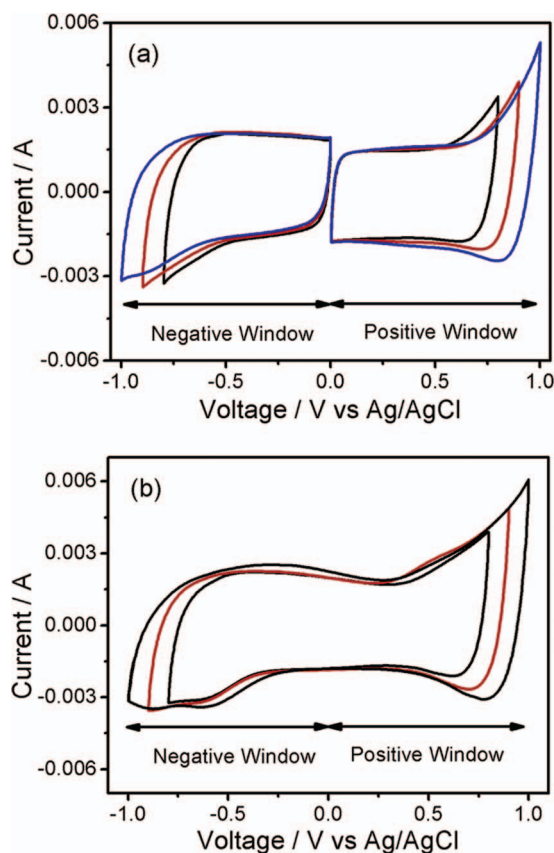 (a)
0.006
0.003
0.000
-0.003
-0.006
Current / A
Negative Window
Positive Window
-1.0 -0.5 0.0 0.5 1.0
Voltage / V vs Ag/AgCl
(b)
0.006
0.003
0.000
-0.003
-0.006
Current / A
Negative Window
Positive Window
-1.0 -0.5 0.0 0.5 1.0
Voltage / V vs Ag/AgCl